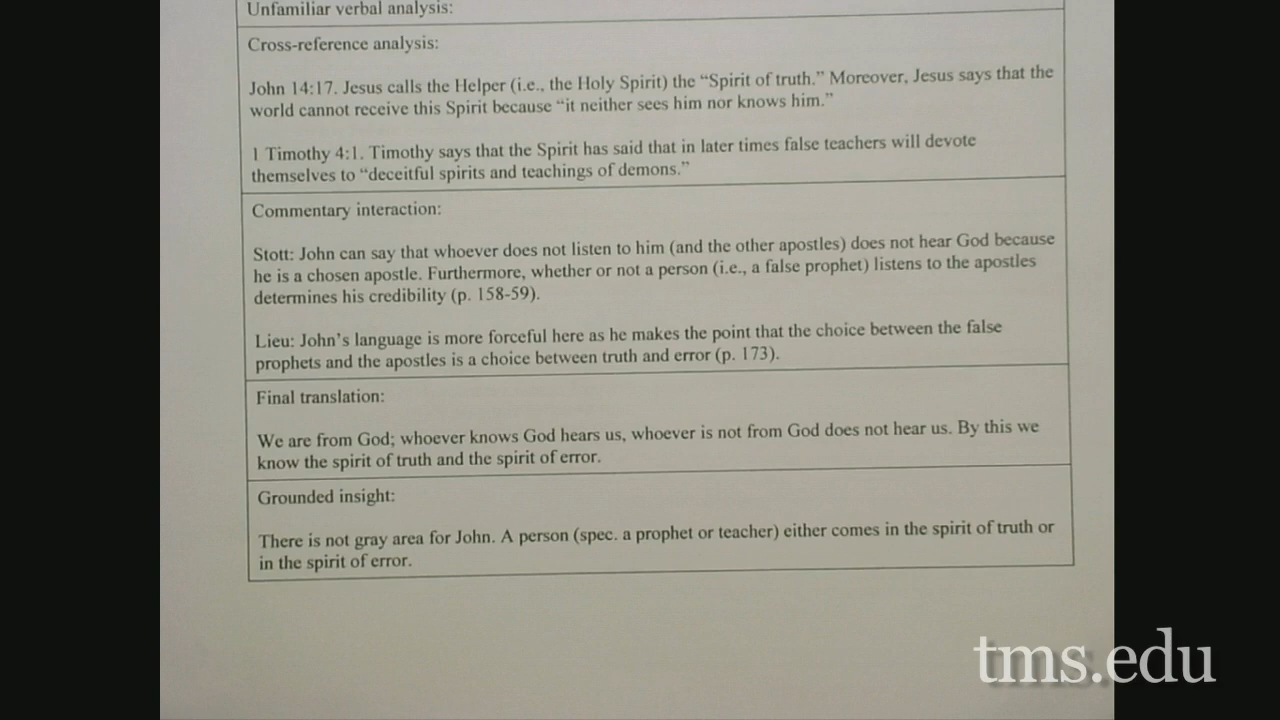 Unfamiliar verbal analysis:
Cross-reference analysis:
John 14:17. Jesus calls the Helper (i.e., the Holy Spirit) the “Spirit of truth.” Moreover, Jesus says that the
world cannot receive this Spirit because “it neither sees him nor knows him.”
1 Timothy 4:1. Timothy says that the Spirit has said that in later times false teachers will devote
themselves to “deceitful spirits and teachings of demons.”
Commentary interaction:
Stott: John can say that whoever does not listen to him (and the other apostles) does not hear God because
he is a chosen apostle. Furthermore, whether or not a person (i.e., a false prophet) listens to the apostles
determines his credibility (p. 158-59).
Lieu: John’s language is more forceful here as he makes the point that the choice between the false
prophets and the apostles is a choice between truth and error (p. 173).
Final translation:
We are from God; whoever knows God hears us, whoever is not from God does not hear us. By this we
know the spirit of truth and the spirit of error.
Grounded insight:
There is not gray area for John. A person (spec. a prophet or teacher) either comes in the spirit of truth or
in the spirit of error.
tms.edu